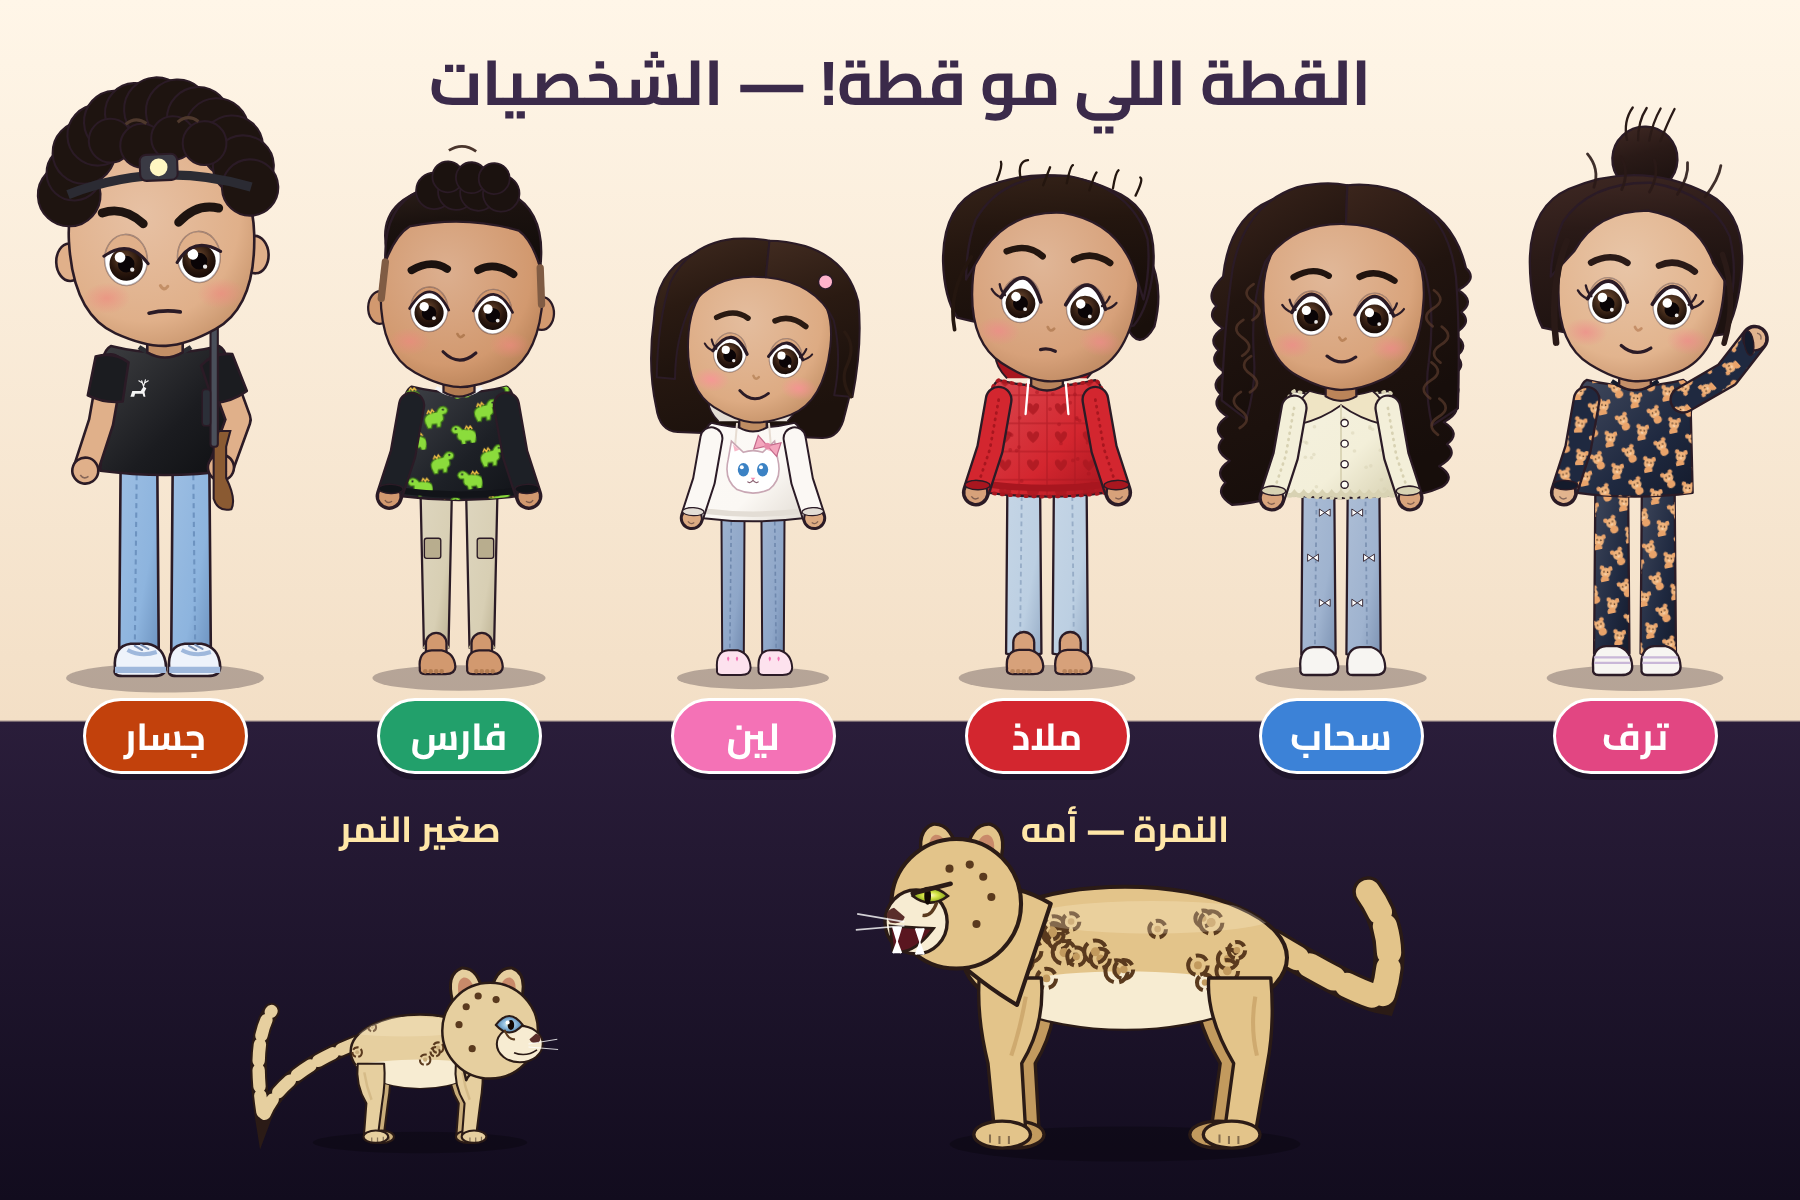 القطة اللي مو قطة! — الشخصيات
ترف
سحاب
ملاذ
لين
فارس
جسار
النمرة — أمه
صغير النمر